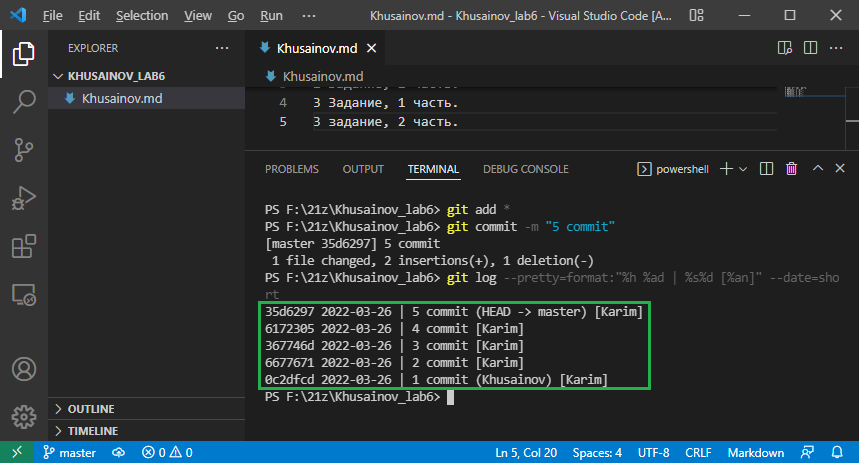 File Edit Selection View Go Run ··· Khusainov.md - Khusainov_lab6 - Visual Studio Code [A...
EXPLORER ···
Khusainov.md
KHUSAINOV_LAB6
Khusainov.md
Khusainov.md
4 3 Задание, 1 часть.
5 3 задание, 2 часть.
PROBLEMS OUTPUT TERMINAL DEBUG CONSOLE powershell
PS F:\21z\Khusainov_lab6> git add *
PS F:\21z\Khusainov_lab6> git commit -m "5 commit"
[master 35d6297] 5 commit
1 file changed, 2 insertions(+), 1 deletion(-)
PS F:\21z\Khusainov_lab6> git log --pretty=format:"%h %ad | %s%d [%an]" --date=sho
rt
35d6297 2022-03-26 | 5 commit (HEAD -> master) [Karim]
6172305 2022-03-26 | 4 commit [Karim]
367746d 2022-03-26 | 3 commit [Karim]
6677671 2022-03-26 | 2 commit [Karim]
0c2dfcd 2022-03-26 | 1 commit (Khusainov) [Karim]
PS F:\21z\Khusainov_lab6>
OUTLINE
TIMELINE
master 0 0 Ln 5, Col 20 Spaces: 4 UTF-8 CRLF Markdown